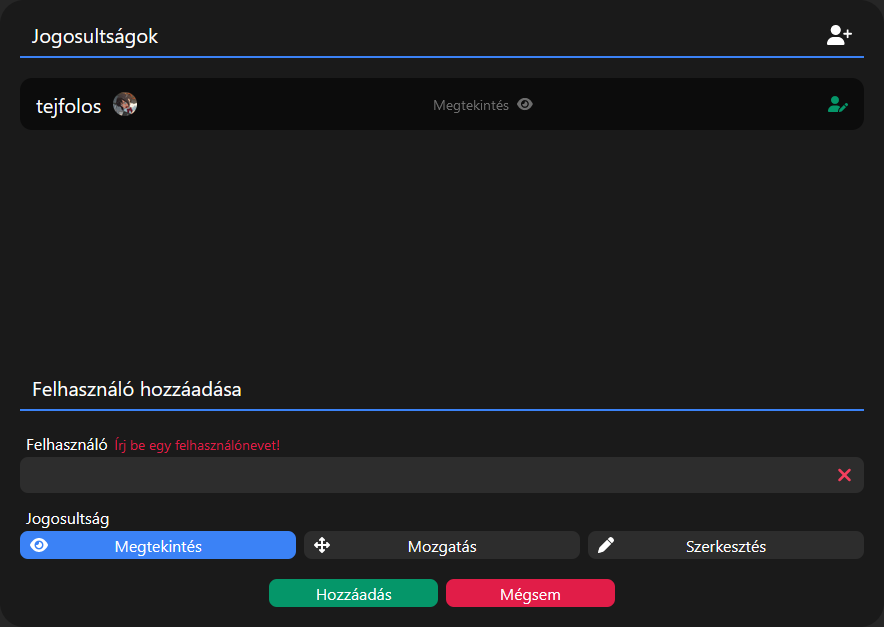 Jogosultságok
tejfolos Megtekintés
Felhasználó hozzáadása
Felhasználó Írj be egy felhasználónevet!
Jogosultság
Megtekintés Mozgatás Szerkesztés
Hozzáadás Mégsem